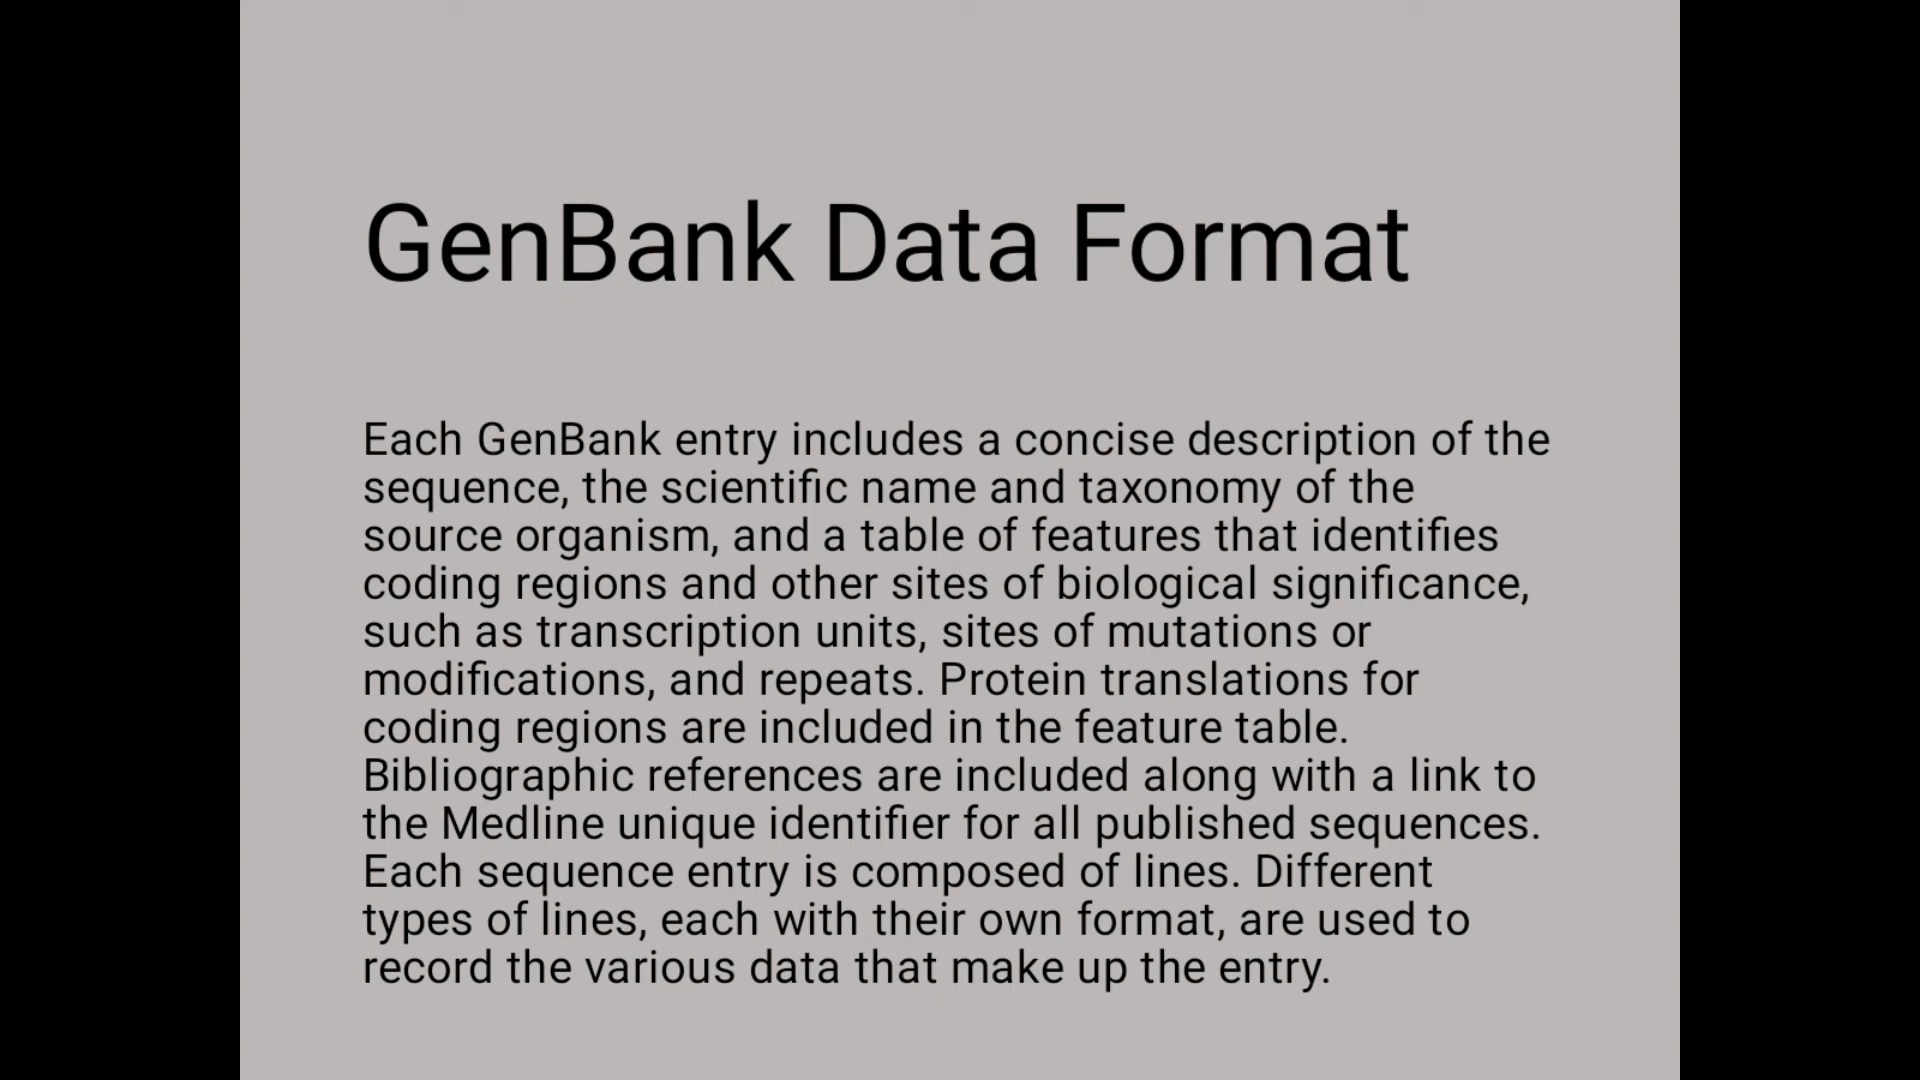 GenBank Data Format
Each GenBank entry includes a concise description of the
sequence, the scientific name and taxonomy of the
source organism, and a table of features that identifies
coding regions and other sites of biological significance,
such as transcription units, sites of mutations or
modifications, and repeats. Protein translations for
coding regions are included in the feature table.
Bibliographic references are included along with a link to
the Medline unique identifier for all published sequences.
Each sequence entry is composed of lines. Different
types of lines, each with their own format, are used to
record the various data that make up the entry.